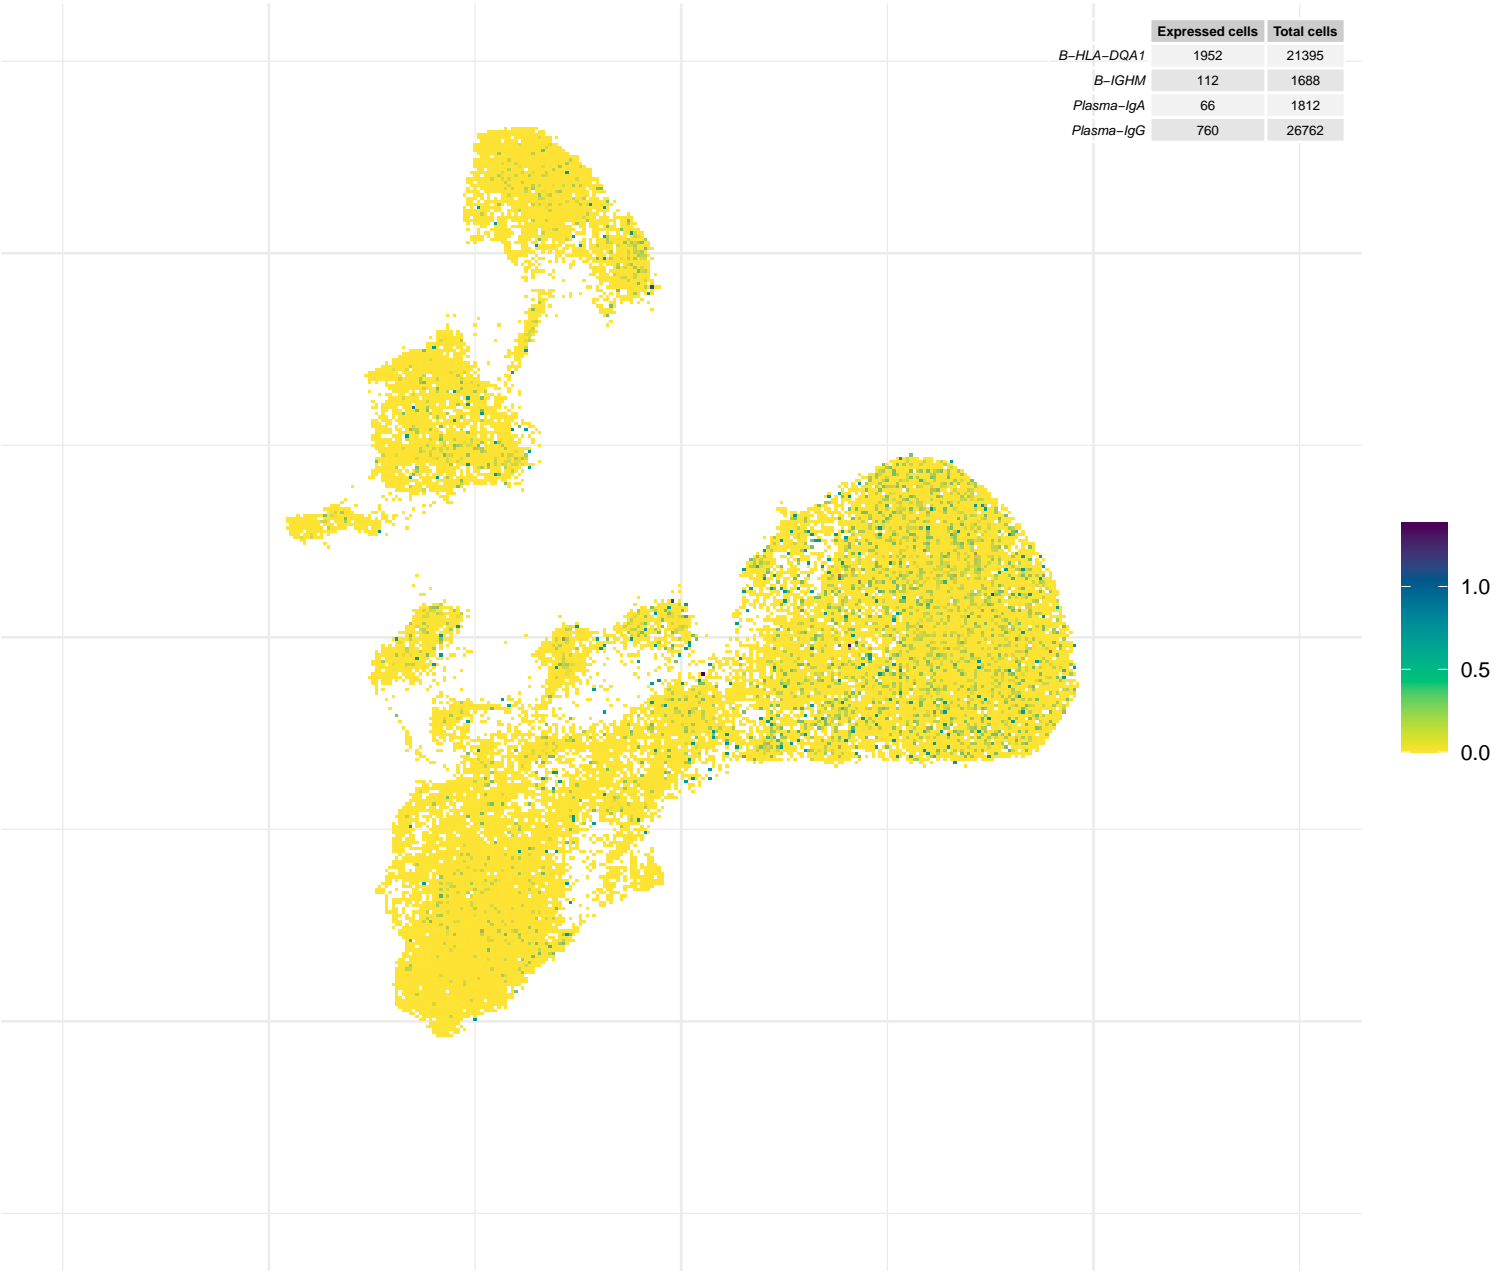 Expressed cells Total cells
B−HLA−DQA1 1952 21395
B−IGHM 112 1688
Plasma−IgA 66 1812
Plasma−IgG 760 26762
1.0
0.5
0.0